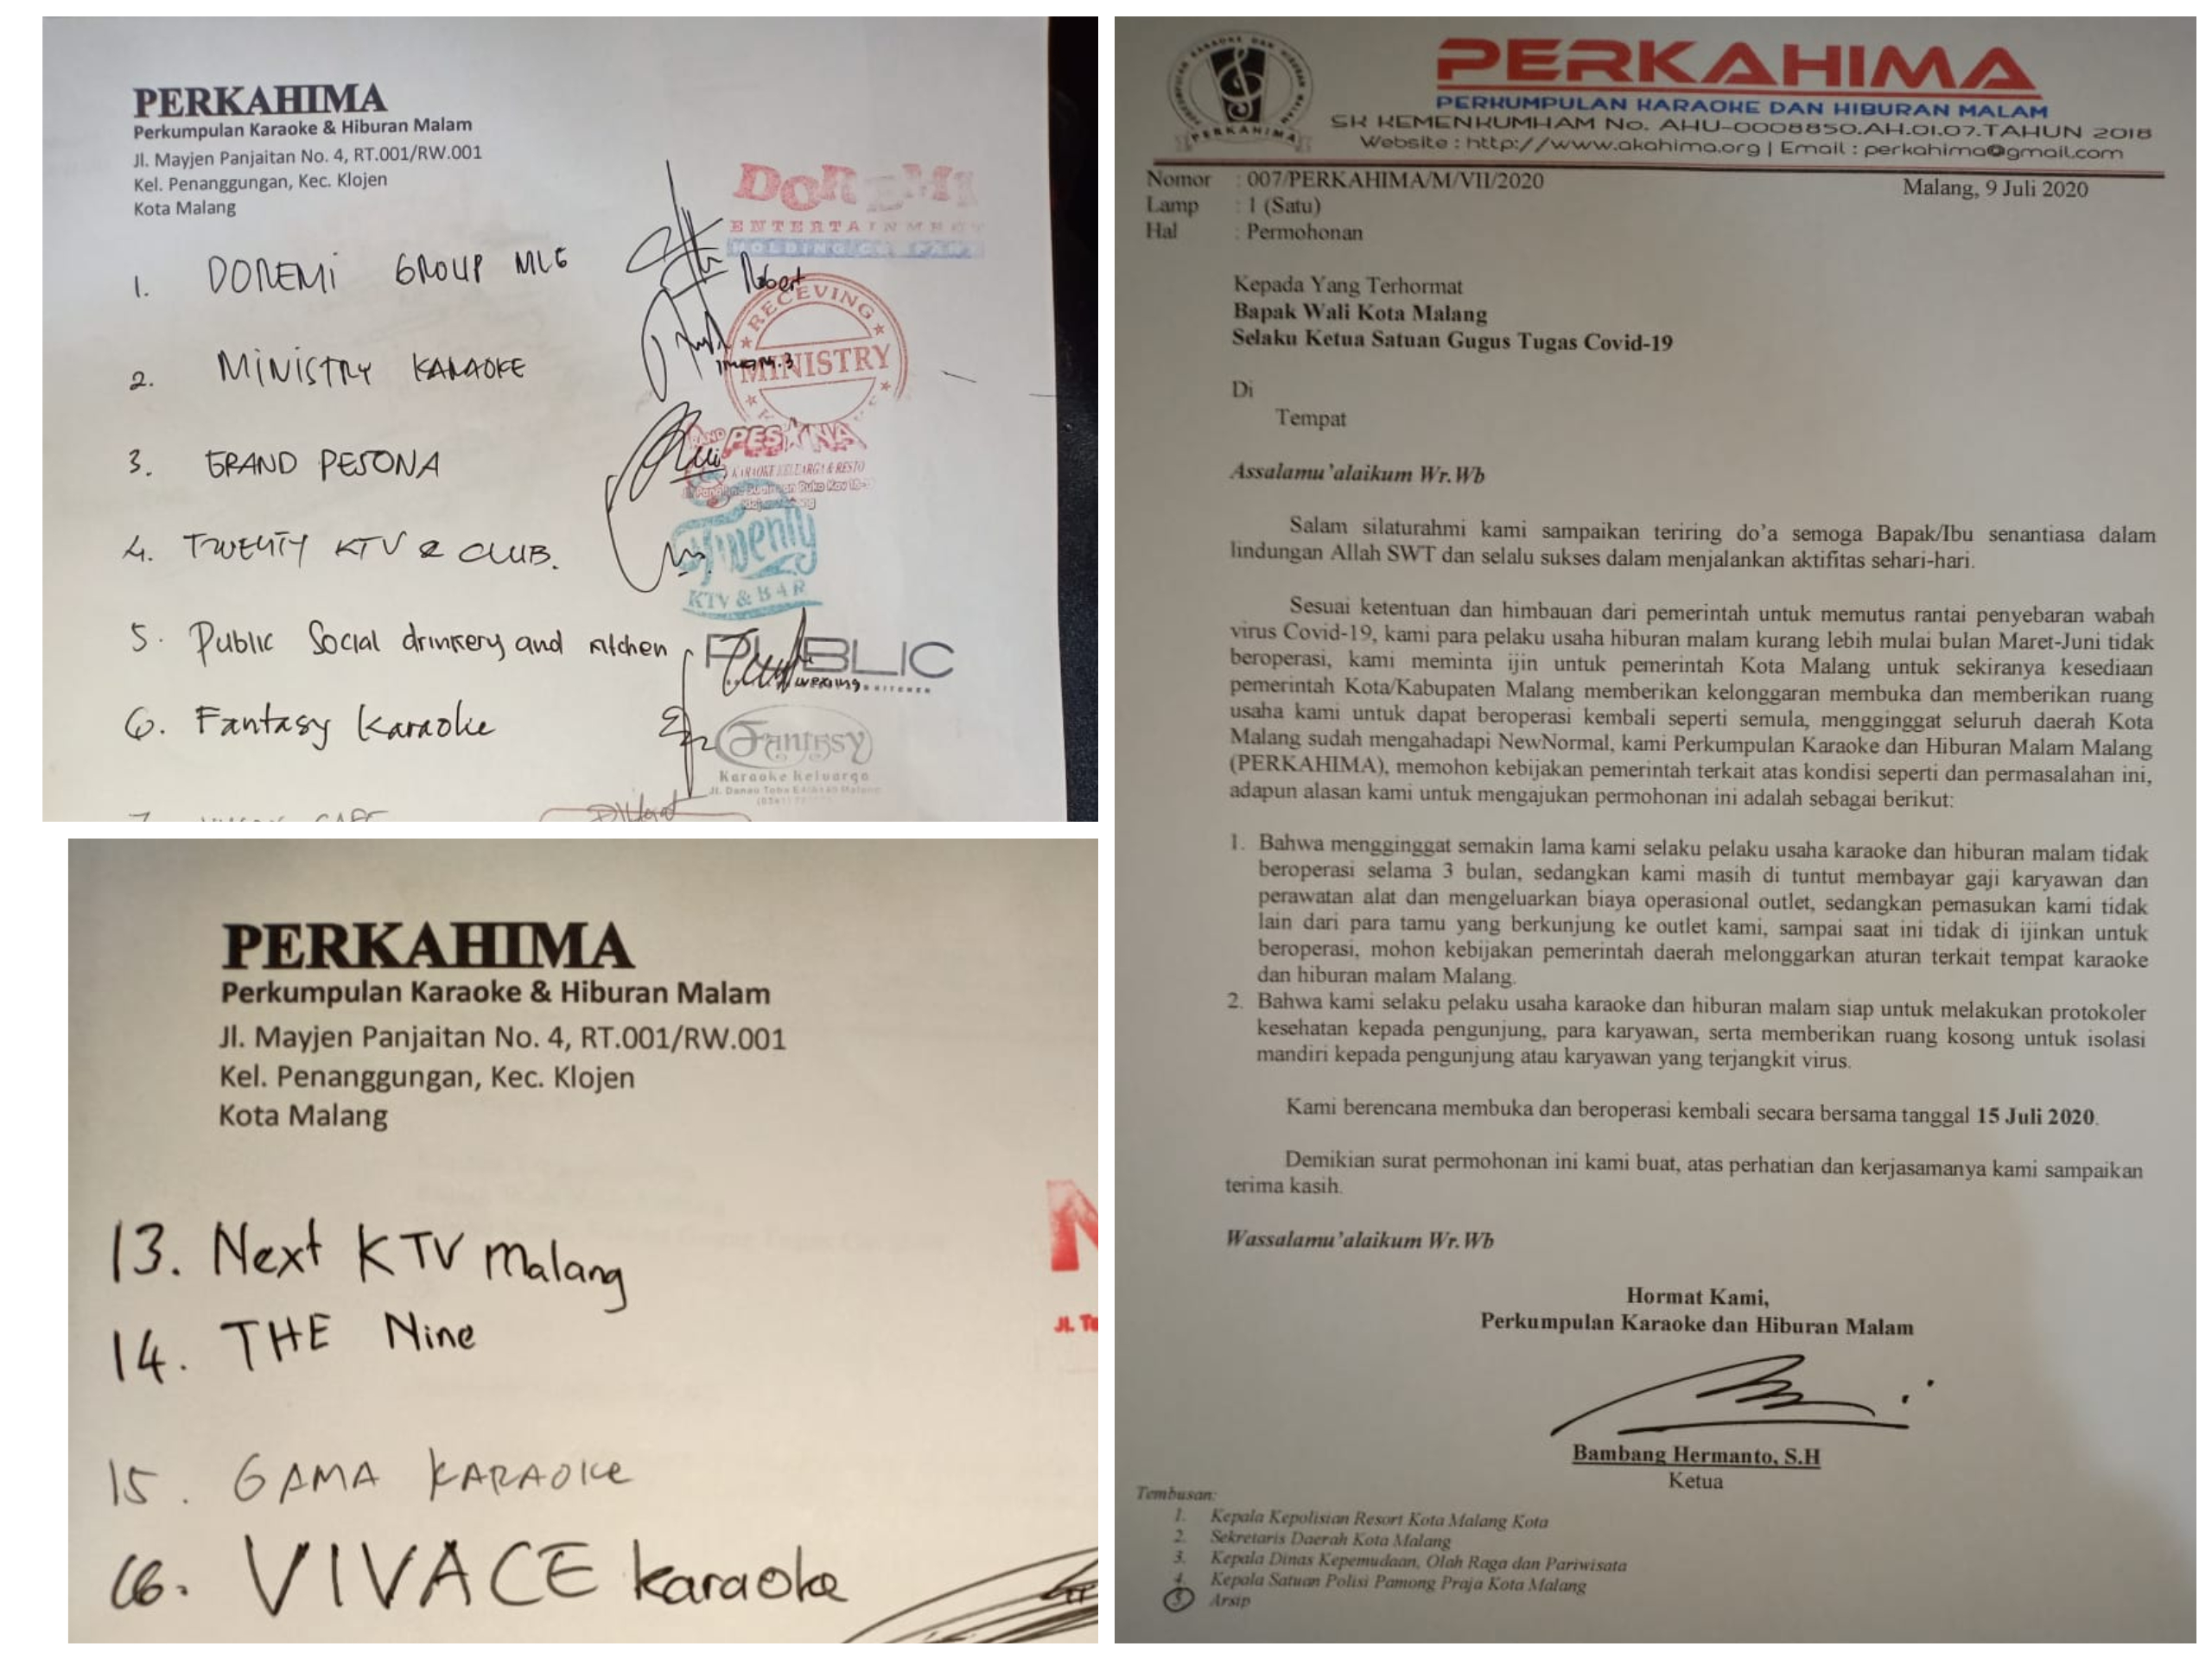 PERKAHIMA
Perkumpulan Karaoke & Hiburan Malam
Jl. Mayjen Panjaitan No. 4, RT.001/RW.001
Kel. Penanggungan, Kec. Klojen
Kota Malang
1. DOREMI GROUP MLG
2. MINISTRY KARAOKE
3. GRAND PESONA
4. TWENTY KTV & CLUB.
5. Public Social drinkery and kitchen
6. Fantasy Karaoke
DOREMI
ENTERTAINMENT
HOLDING
Robert
RECEVING
MINISTRY
PESONA
KARAOKE KELUARGA & RESTO
Twenty
KTV & BAR
PUBLIC
Fantasy
Karaoke Keluarga
Jl. Danau Toba
PERKAHIMA
Perkumpulan Karaoke & Hiburan Malam
Jl. Mayjen Panjaitan No. 4, RT.001/RW.001
Kel. Penanggungan, Kec. Klojen
Kota Malang
13. Next KTV Malang
14. THE Nine
15. GAMA KARAOKE
16. VIVACE karaoke
PERKAHIMA
PERKUMPULAN KARAOKE DAN HIBURAN MALAM
SK KEMENKUMHAM No. AHU-0008850.AH.01.07.TAHUN 2018
Website : http://www.akahima.org | Email : perkahima@gmail.com
Nomor : 007/PERKAHIMA/M/VII/2020
Malang, 9 Juli 2020
Lamp : 1 (Satu)
Hal : Permohonan
Kepada Yang Terhormat
Bapak Wali Kota Malang
Selaku Ketua Satuan Gugus Tugas Covid-19
Di
Tempat
Assalamu’alaikum Wr.Wb
Salam silaturahmi kami sampaikan teriring do’a semoga Bapak/Ibu senantiasa dalam
lindungan Allah SWT dan selalu sukses dalam menjalankan aktifitas sehari-hari.
Sesuai ketentuan dan himbauan dari pemerintah untuk memutus rantai penyebaran wabah
virus Covid-19, kami para pelaku usaha hiburan malam kurang lebih mulai bulan Maret-Juni tidak
beroperasi, kami meminta ijin untuk pemerintah Kota Malang untuk sekiranya kesediaan
pemerintah Kota/Kabupaten Malang memberikan kelonggaran membuka dan memberikan ruang
usaha kami untuk dapat beroperasi kembali seperti semula, mengginggat seluruh daerah Kota
Malang sudah mengahadapi NewNormal, kami Perkumpulan Karaoke dan Hiburan Malam Malang
(PERKAHIMA), memohon kebijakan pemerintah terkait atas kondisi seperti dan permasalahan ini,
adapun alasan kami untuk mengajukan permohonan ini adalah sebagai berikut:
1. Bahwa mengginggat semakin lama kami selaku pelaku usaha karaoke dan hiburan malam tidak
beroperasi selama 3 bulan, sedangkan kami masih di tuntut membayar gaji karyawan dan
perawatan alat dan mengeluarkan biaya operasional outlet, sedangkan pemasukan kami tidak
lain dari para tamu yang berkunjung ke outlet kami, sampai saat ini tidak di ijinkan untuk
beroperasi, mohon kebijakan pemerintah daerah melonggarkan aturan terkait tempat karaoke
dan hiburan malam Malang.
2. Bahwa kami selaku pelaku usaha karaoke dan hiburan malam siap untuk melakukan protokoler
kesehatan kepada pengunjung, para karyawan, serta memberikan ruang kosong untuk isolasi
mandiri kepada pengunjung atau karyawan yang terjangkit virus.
Kami berencana membuka dan beroperasi kembali secara bersama tanggal 15 Juli 2020.
Demikian surat permohonan ini kami buat, atas perhatian dan kerjasamanya kami sampaikan
terima kasih.
Wassalamu’alaikum Wr.Wb
Hormat Kami,
Perkumpulan Karaoke dan Hiburan Malam
Bambang Hermanto, S.H
Ketua
Tembusan:
1. Kepala Kepolisian Resort Kota Malang Kota
2. Sekretaris Daerah Kota Malang
3. Kepala Dinas Kepemudaan, Olah Raga dan Pariwisata
4. Kepala Satuan Polisi Pamong Praja Kota Malang
5 Arsip